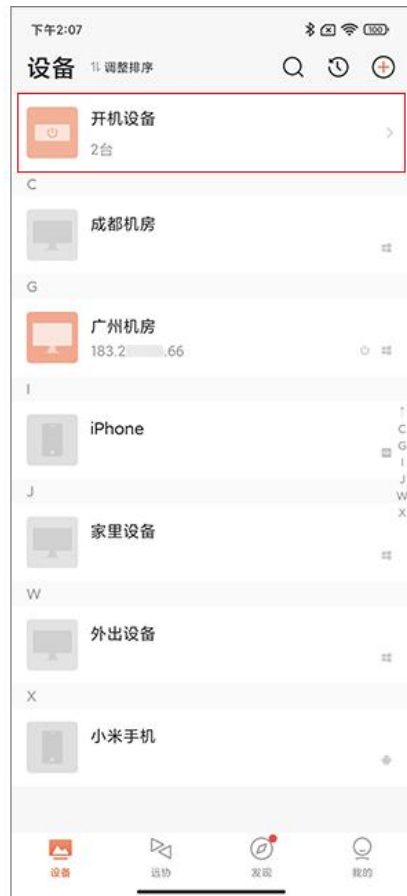 下午2:07
100
设备 调整排序
开机设备
2台
C
成都机房
G
广州机房
183.2 .66
I
iPhone
J
家里设备
W
外出设备
X
小米手机
↑
C
G
I
J
W
X
设备 远协 发现 我的